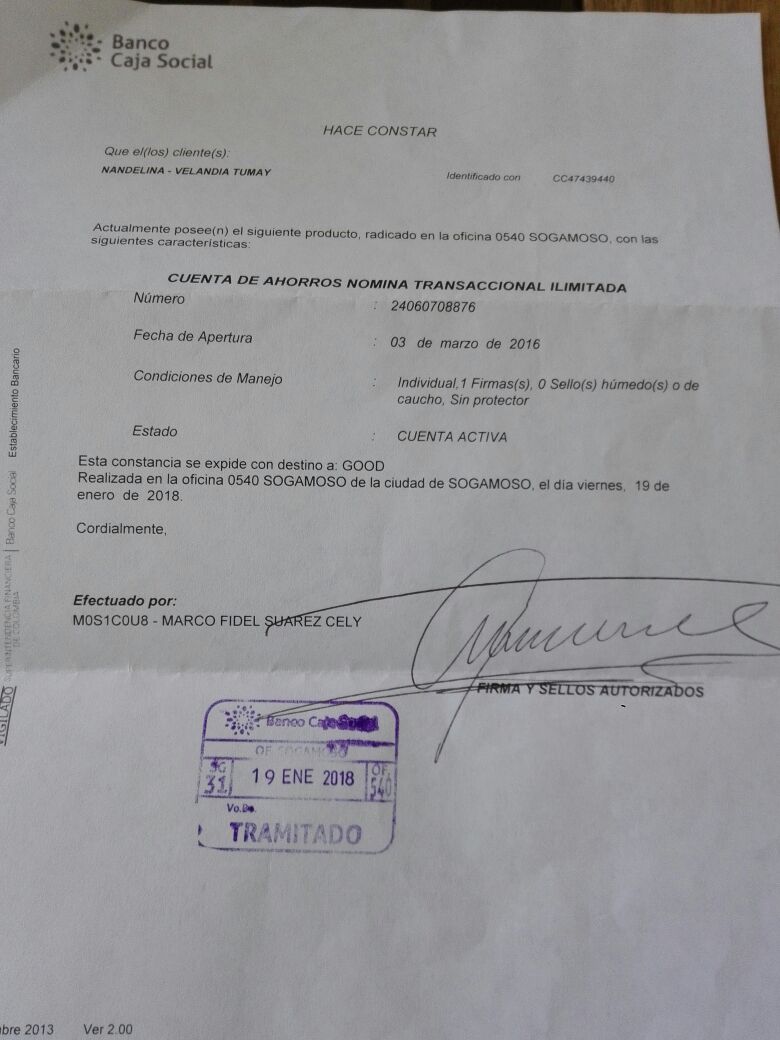 Banco
Caja Social
HACE CONSTAR
Que el(los) cliente(s):
NANDELINA - VELANDIA TUMAY Identificado con CC47439440
Actualmente posee(n) el siguiente producto, radicado en la oficina 0540 SOGAMOSO, con las
siguientes características:
CUENTA DE AHORROS NOMINA TRANSACCIONAL ILIMITADA
Número : 24060708876
Fecha de Apertura : 03 de marzo de 2016
Condiciones de Manejo : Individual,1 Firmas(s), 0 Sello(s) húmedo(s) o de
caucho, Sin protector
Estado : CUENTA ACTIVA
Esta constancia se expide con destino a: GOOD
Realizada en la oficina 0540 SOGAMOSO de la ciudad de SOGAMOSO, el día viernes, 19 de
enero de 2018.
Cordialmente,
Efectuado por:
M0S1C0U8 - MARCO FIDEL SUAREZ CELY
FIRMA Y SELLOS AUTORIZADOS
Banco Caja Social
OF. SOGAMOSO
31 19 ENE 2018 OF. 540
Vo.Bo.
TRAMITADO
VIGILADO SUPERINTENDENCIA FINANCIERA DE COLOMBIA | Banco Caja Social Establecimiento Bancario
bre 2013 Ver 2.00